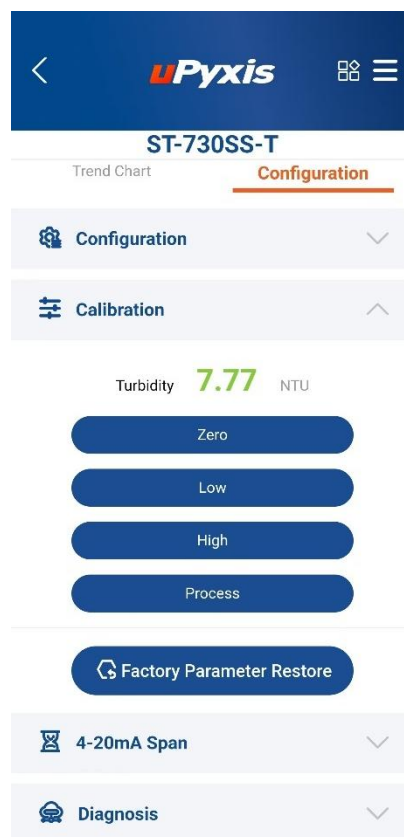 uPyxis
ST-730SS-T
Trend Chart Configuration
Configuration
Calibration
Turbidity 7.77 NTU
Zero
Low
High
Process
Factory Parameter Restore
4-20mA Span
Diagnosis